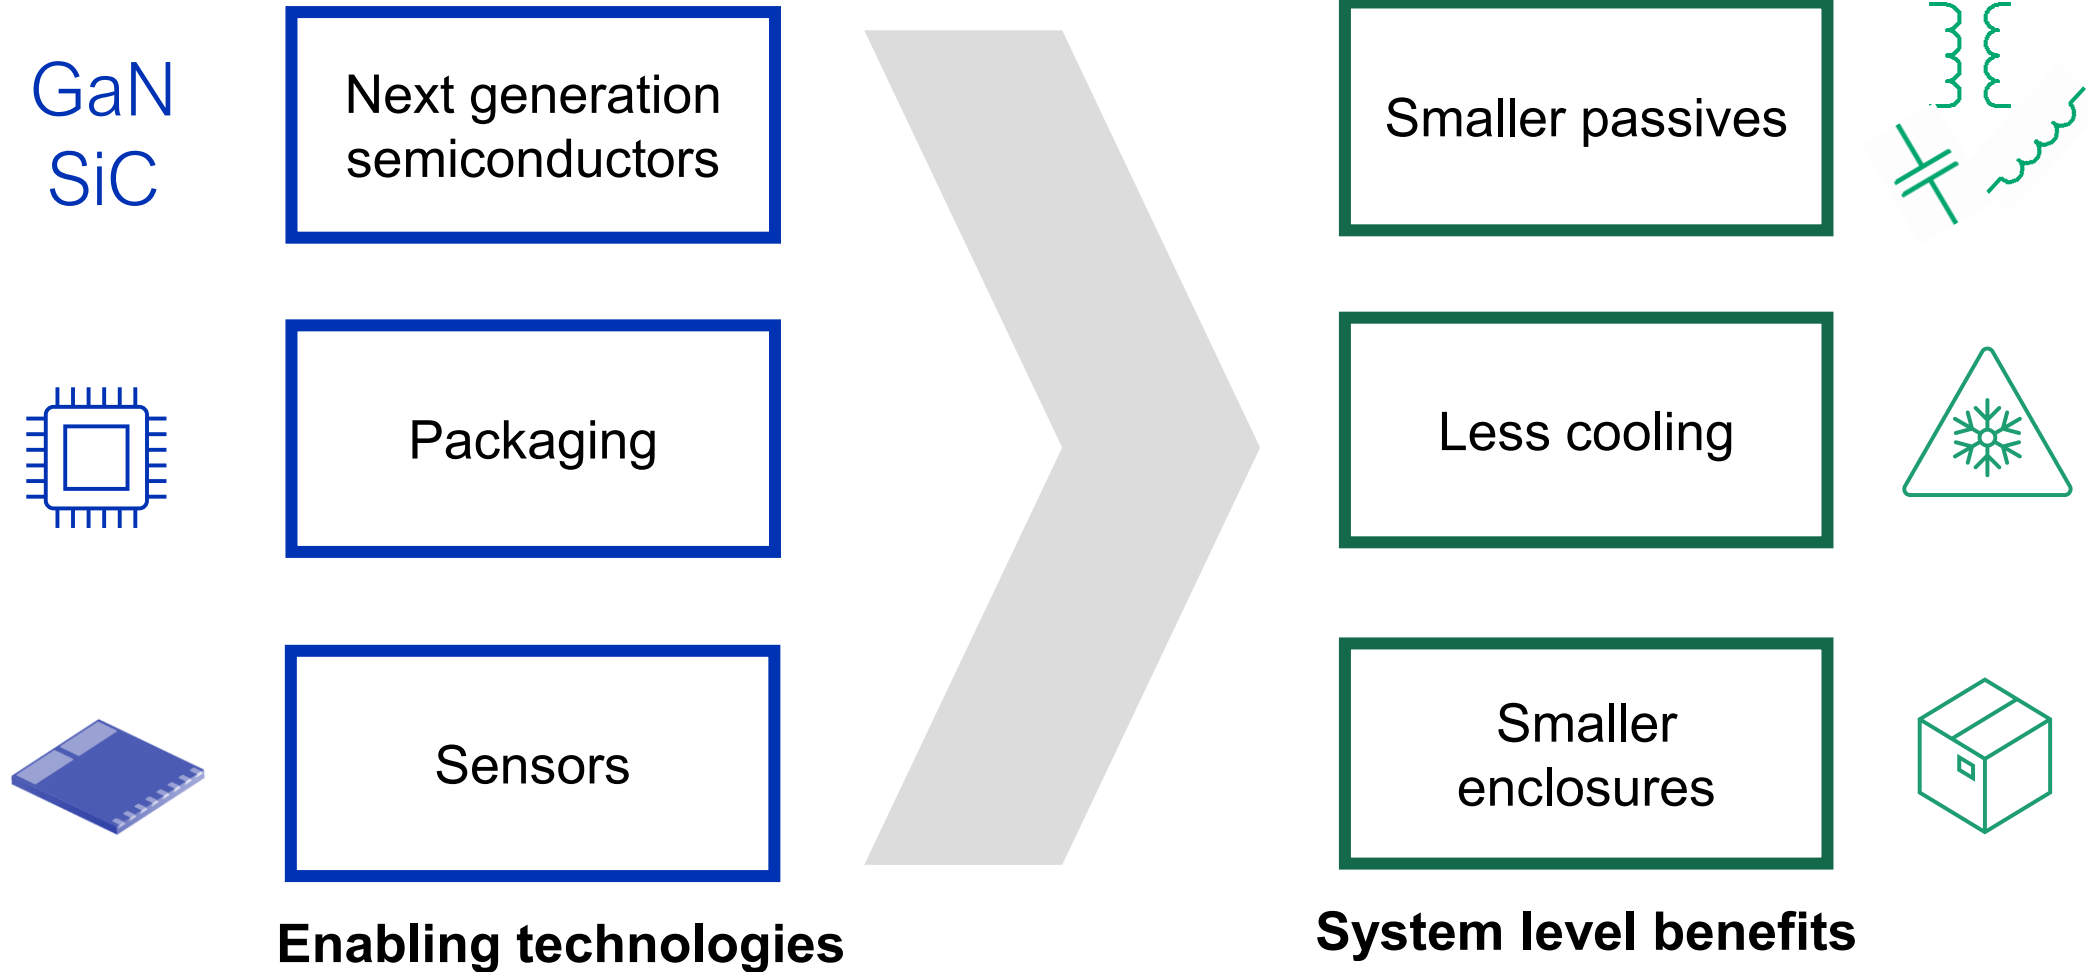 GaN
SiC
Next generation
semiconductors
Packaging
Sensors
Enabling technologies
Smaller passives
Less cooling
Smaller
enclosures
System level benefits